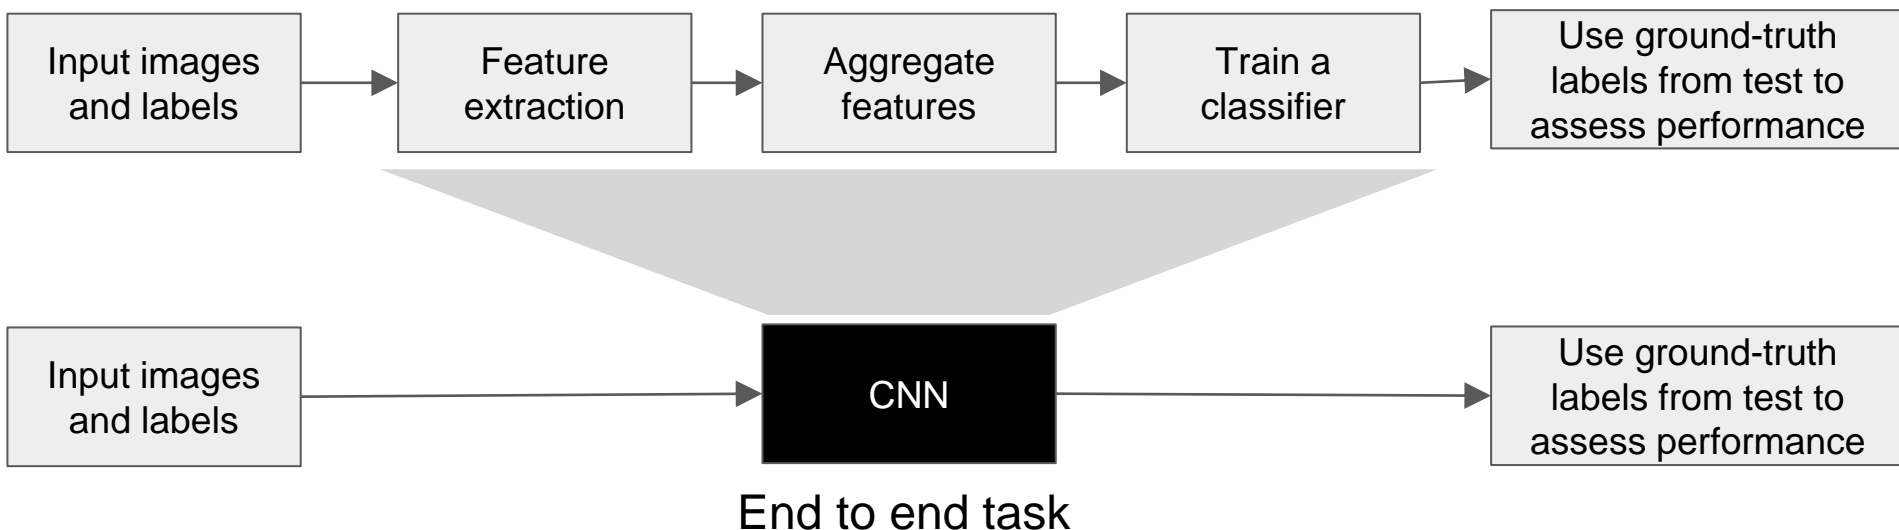 Input images
and labels
Feature
extraction
Aggregate
features
Train a
classifier
Use ground-truth
labels from test to
assess performance
Input images
and labels
CNN
Use ground-truth
labels from test to
assess performance
End to end task